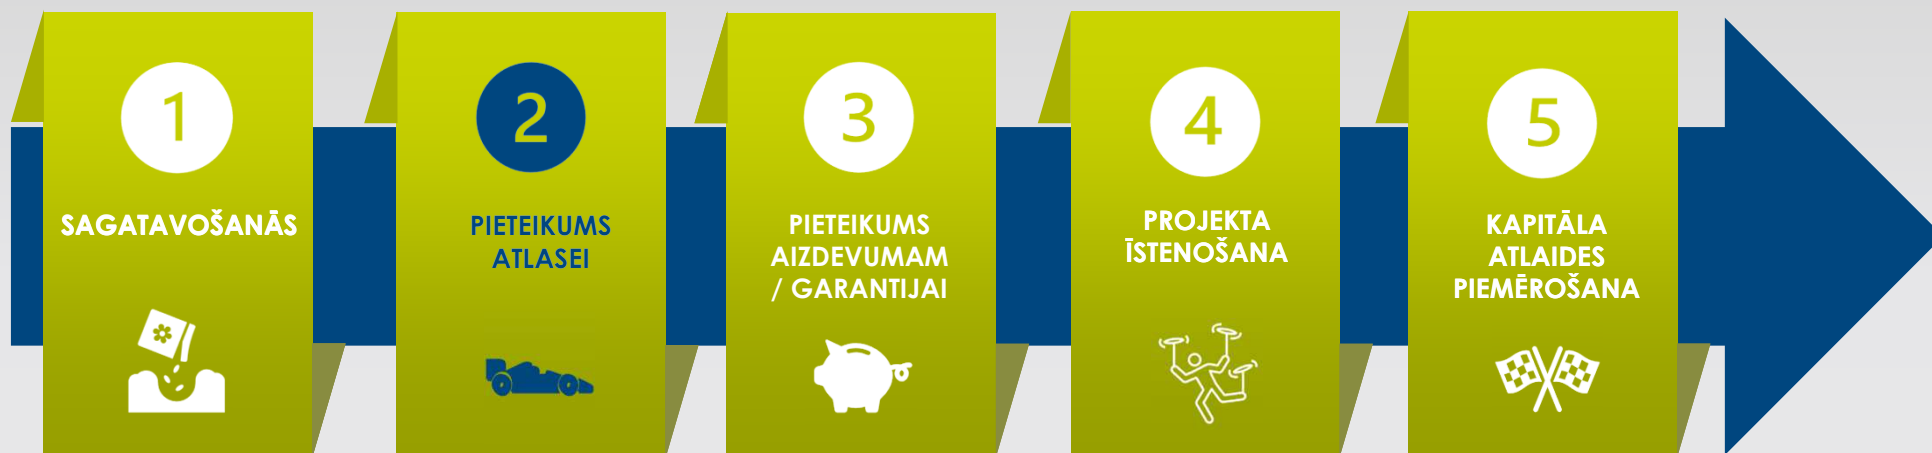 1
SAGATAVOŠANĀS
2
PIETEIKUMS
ATLASEI
3
PIETEIKUMS
AIZDEVUMAM
/ GARANTIJAI
4
PROJEKTA
ĪSTENOŠANA
5
KAPITĀLA
ATLAIDES
PIEMĒROŠANA